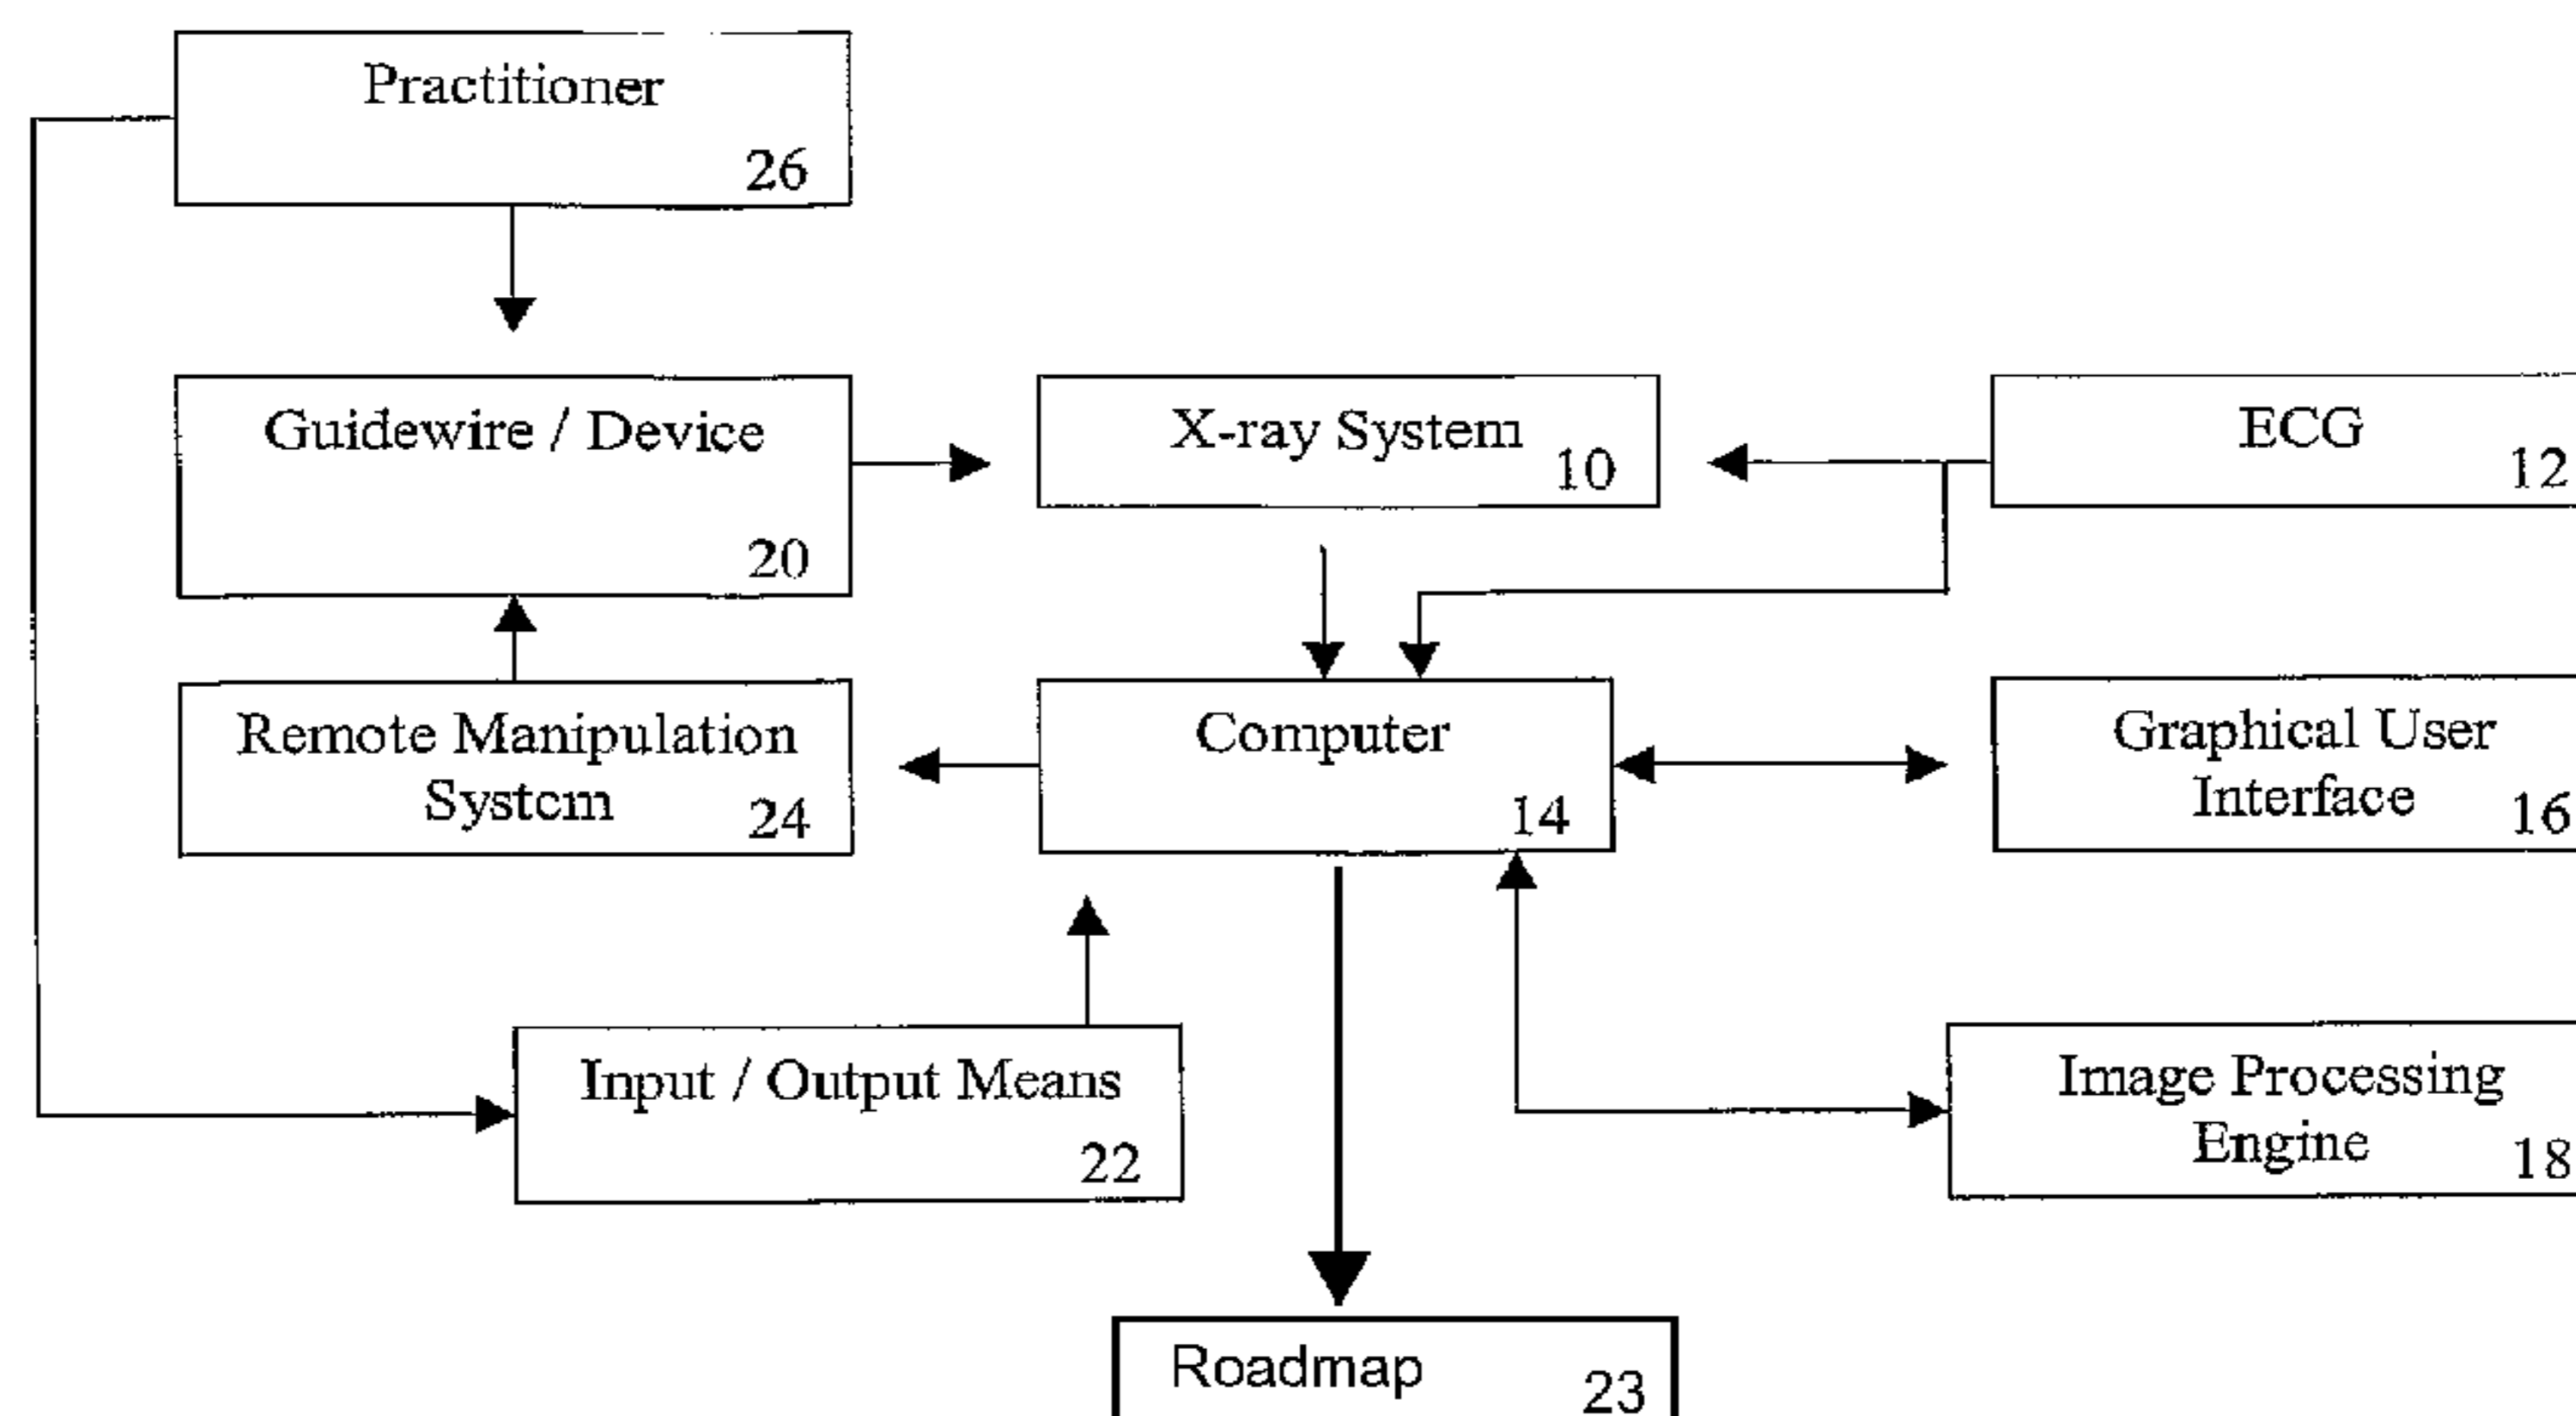 Practitioner
26
Guidewire / Device
20
X-ray System
10
ECG
12
Remote Manipulation
System
24
Computer
14
Graphical User
Interface
16
Input / Output Means
22
Image Processing
Engine
18
Roadmap
23